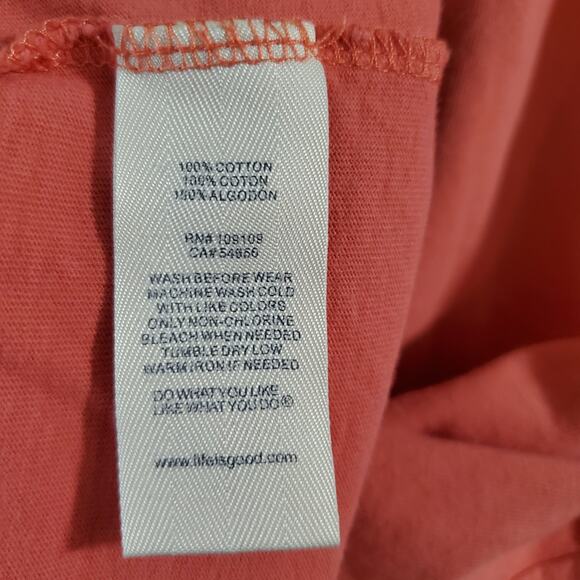 100% COTTON
100% COTON
100% ALGODON
RN# 109109
CA# 54656
WASH BEFORE WEAR
MACHINE WASH COLD
WITH LIKE COLORS
ONLY NON-CHLORINE
BLEACH WHEN NEEDED
TUMBLE DRY LOW
WARM IRON IF NEEDED
DO WHAT YOU LIKE
LIKE WHAT YOU DO®
www.lifeisgood.com